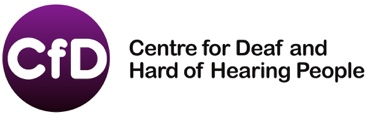 CfD
Centre for Deaf and
Hard of Hearing People